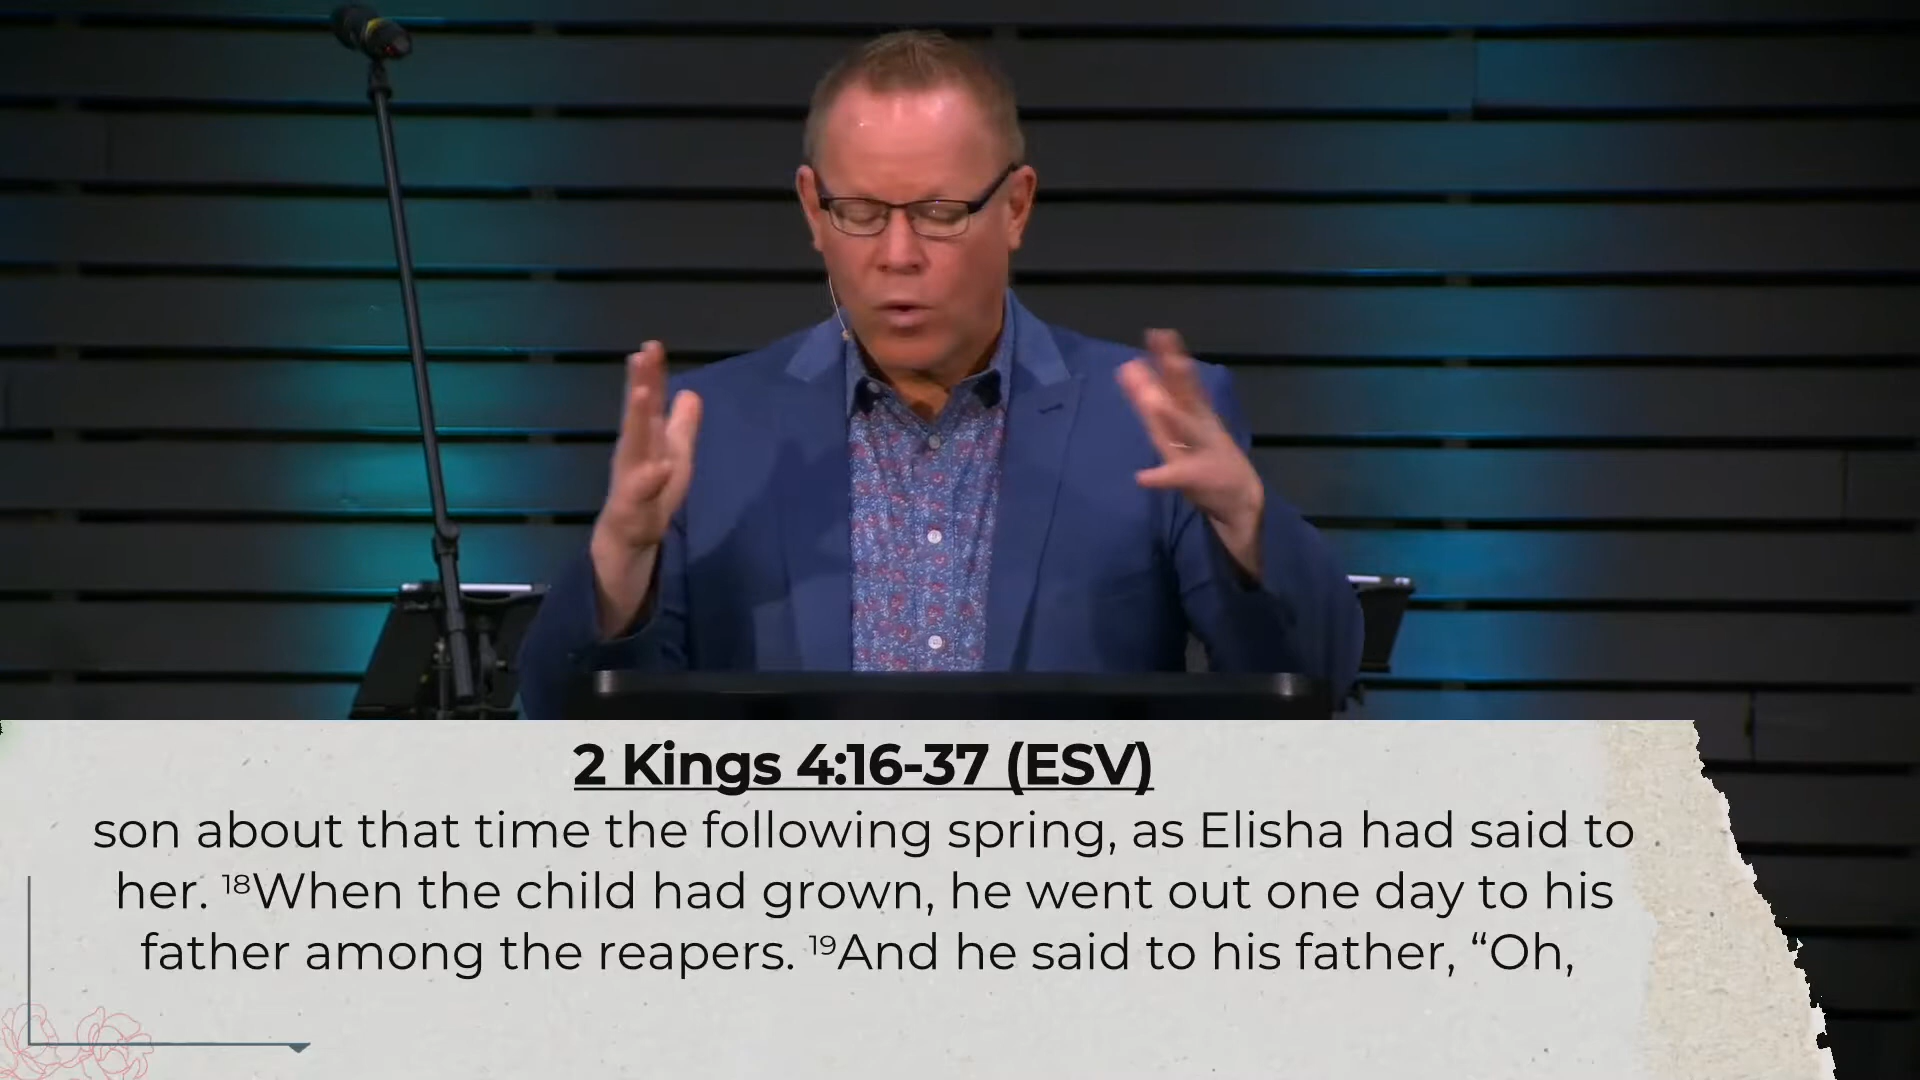 2 Kings 4:16-37 (ESV)
son about that time the following spring, as Elisha had said to
her. ¹⁸When the child had grown, he went out one day to his
father among the reapers. ¹⁹And he said to his father, “Oh,